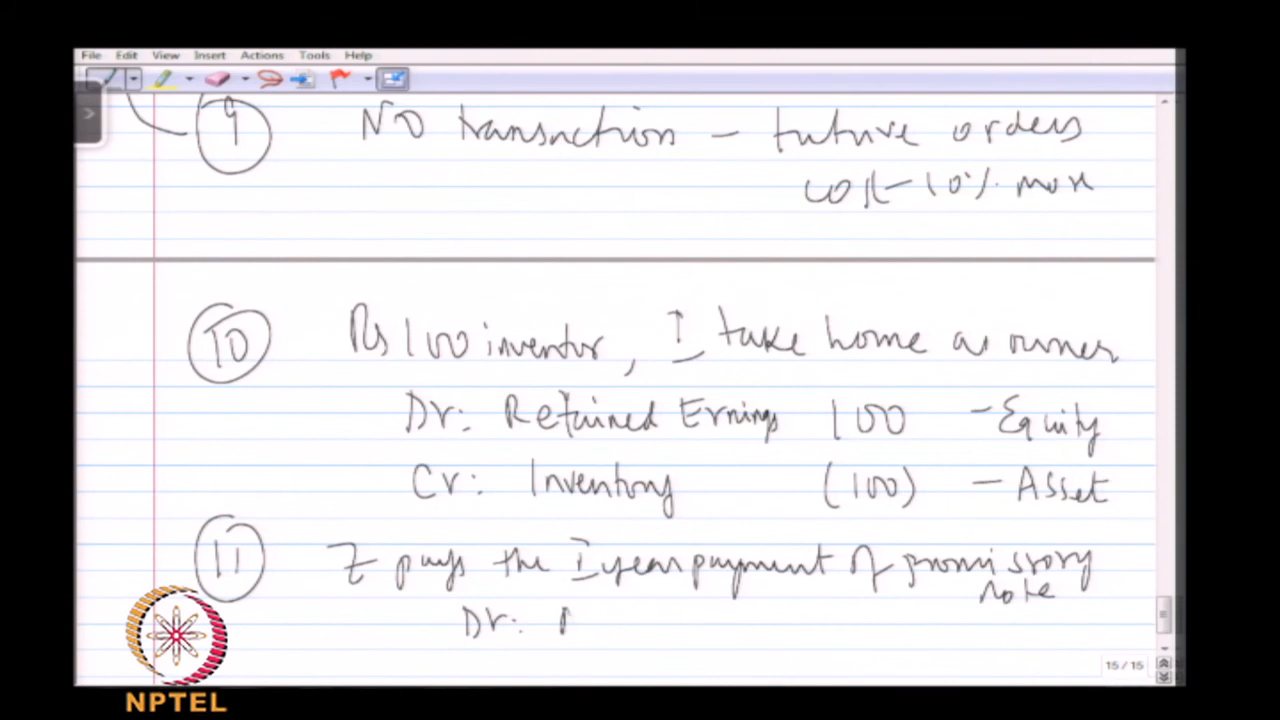 File Edit View Insert Actions Tools Help
9 No transaction - future orders
cost - 10% more
10 Rs 100 inventor, I take home as owner
Dr: Retained Ernings 100 - Equity
Cr: Inventory (100) - Asset
11 Z pays the I year payment of promissory
note
Dr:
15 / 15
NPTEL